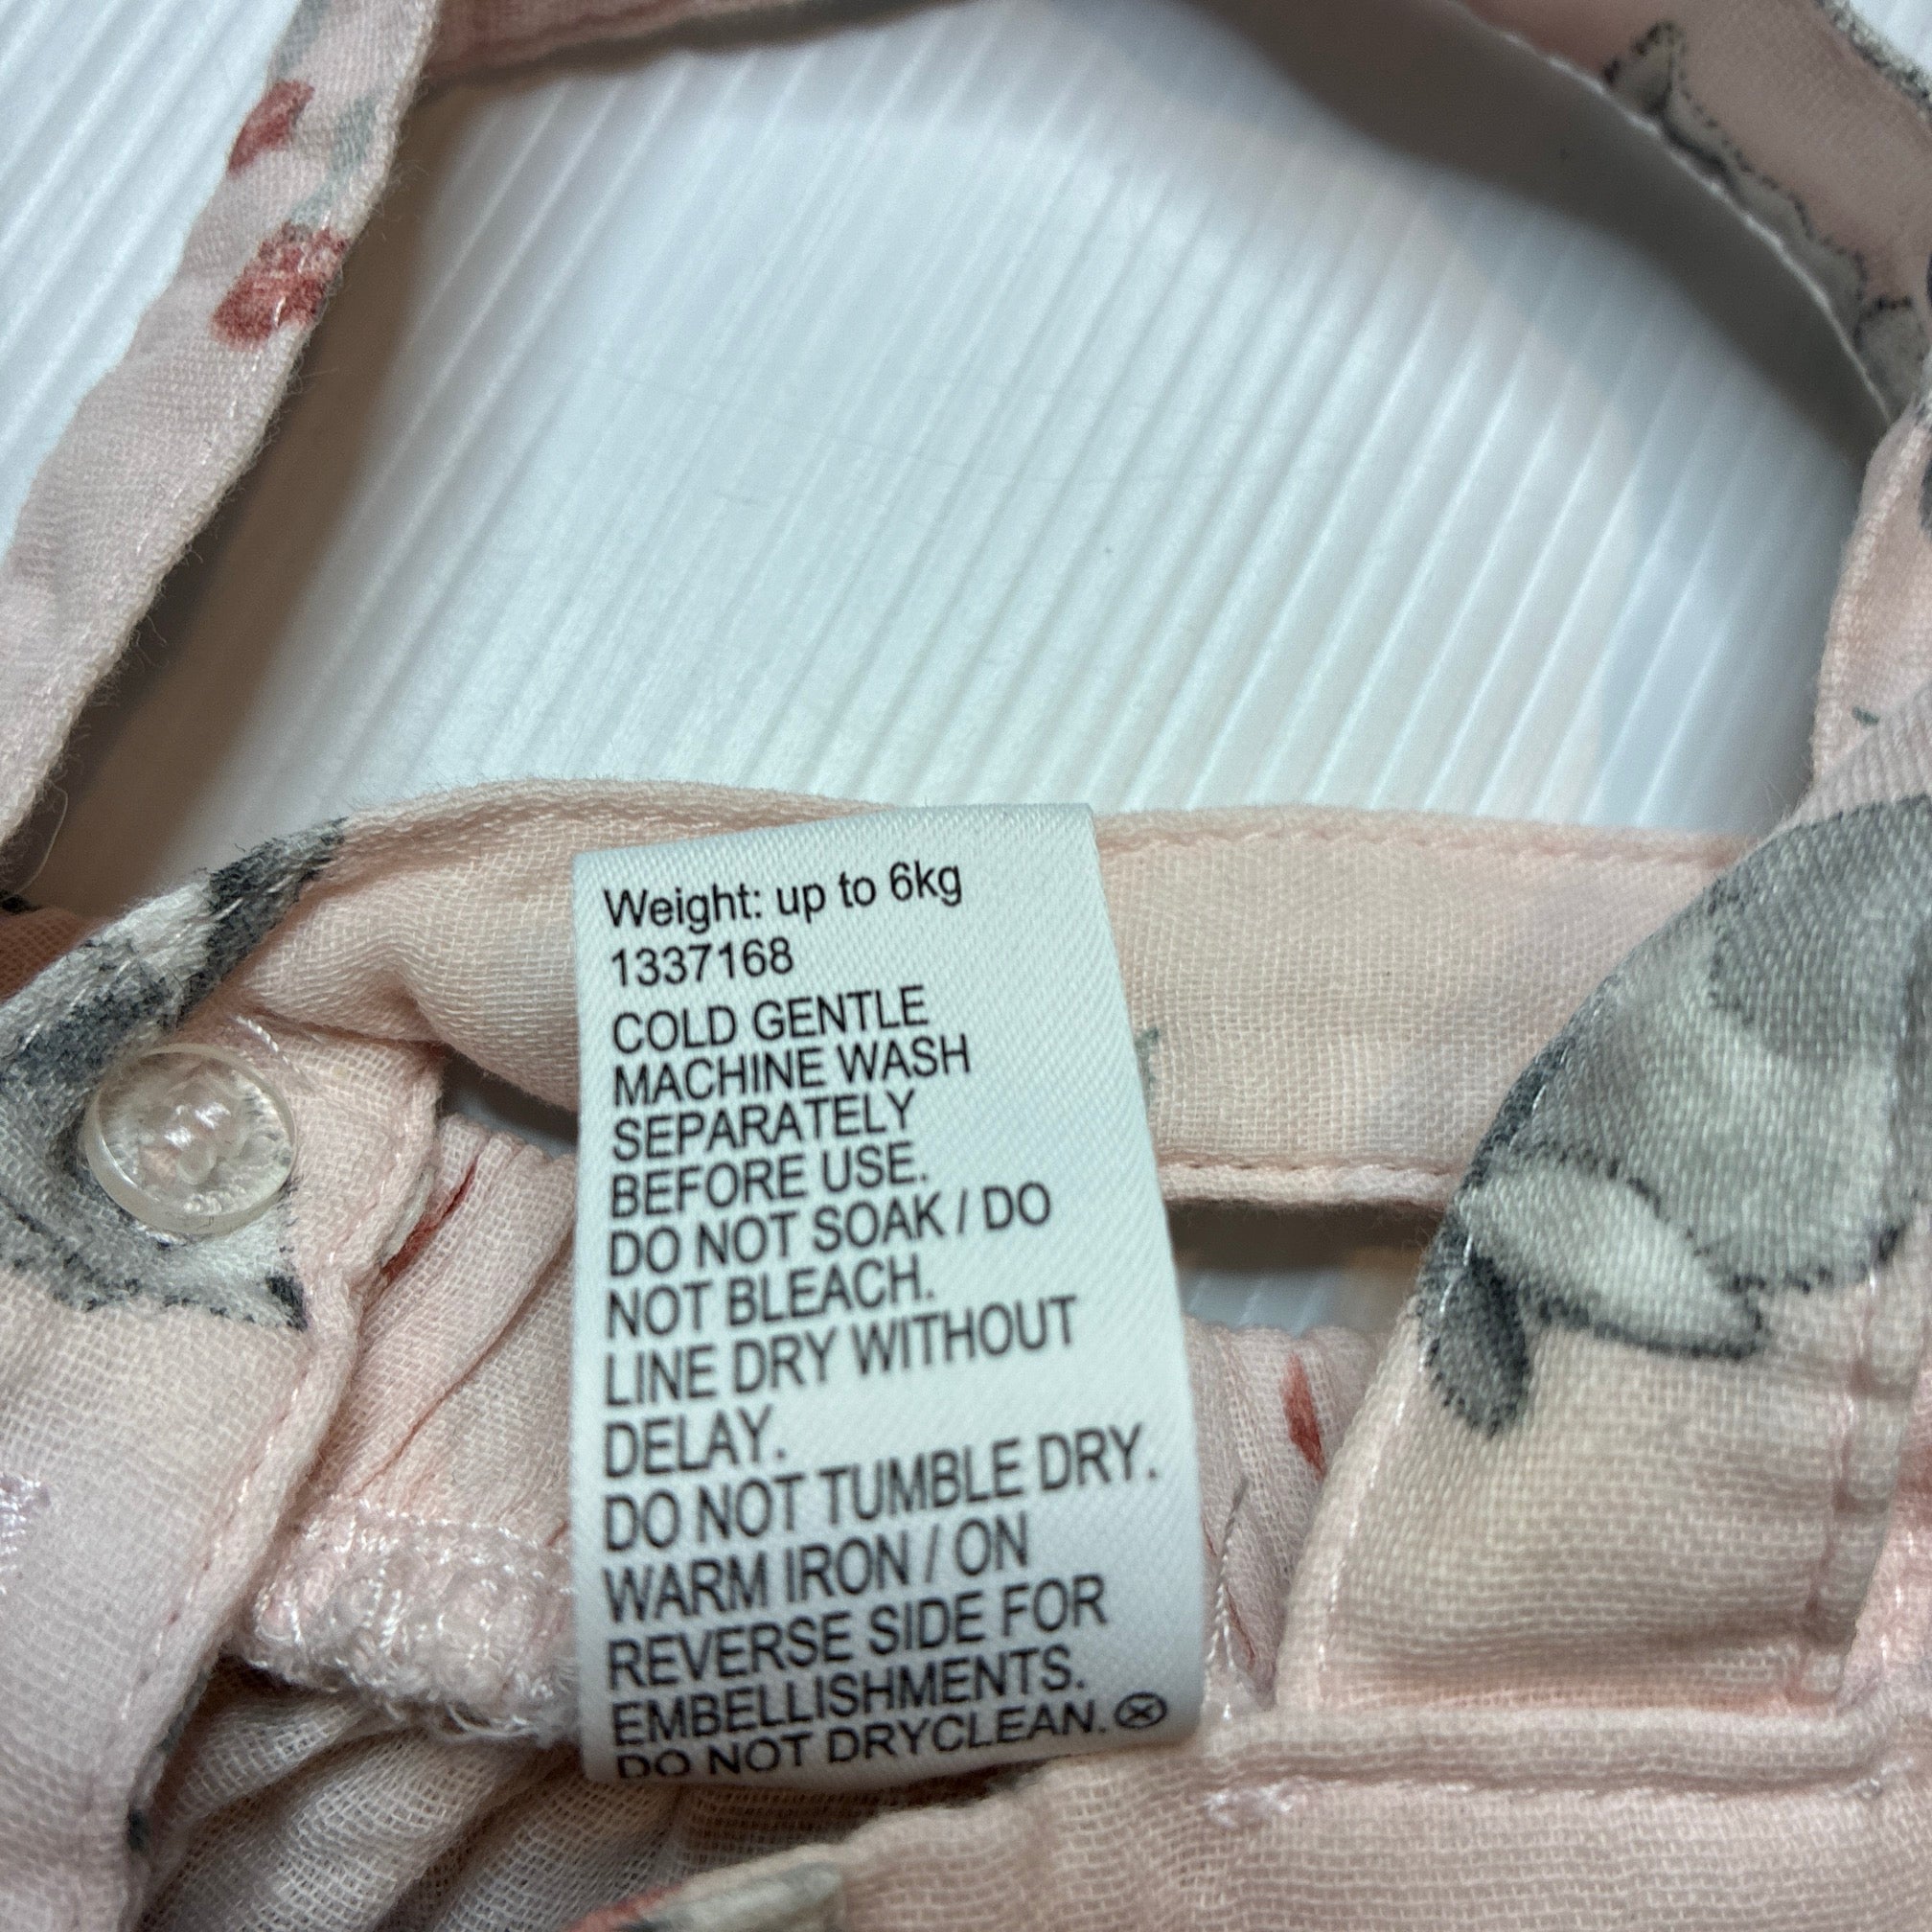 Weight: up to 6kg
1337168
COLD GENTLE
MACHINE WASH
SEPARATELY
BEFORE USE.
DO NOT SOAK / DO
NOT BLEACH.
LINE DRY WITHOUT
DELAY.
DO NOT TUMBLE DRY.
WARM IRON / ON
REVERSE SIDE FOR
EMBELLISHMENTS.
DO NOT DRYCLEAN.